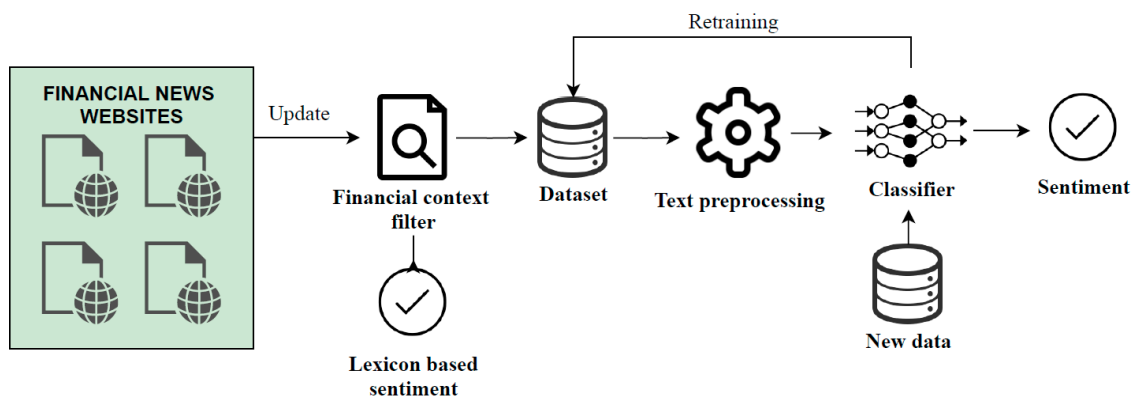 Retraining
FINANCIAL NEWS
WEBSITES
Update
Financial context
filter
Dataset
Text preprocessing
Classifier
Sentiment
Lexicon based
sentiment
New data